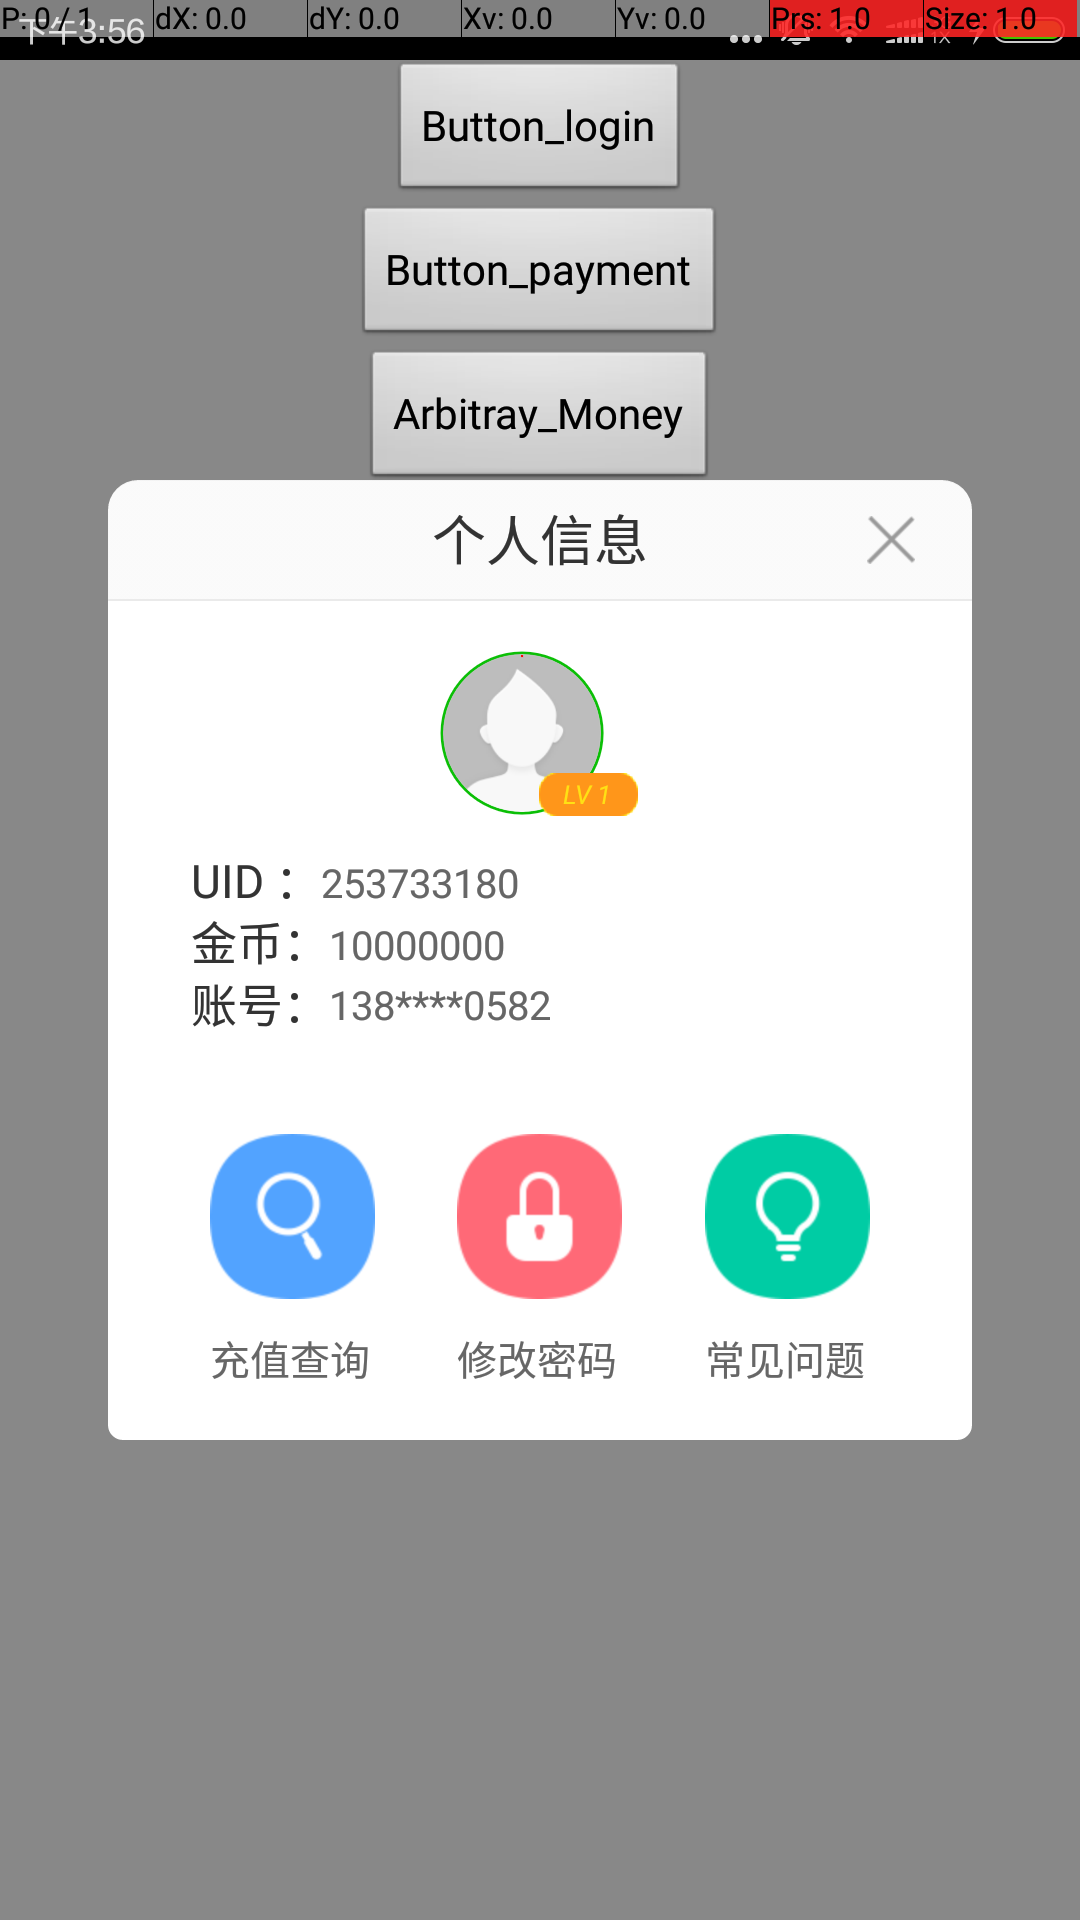 P: 0 / 1 dX: 0.0 dY: 0.0 Xv: 0.0 Yv: 0.0 Prs: 1.0 Size: 1.0
下午3:56 1X
Button_login
Button_payment
Arbitray_Money
个人信息
LV 1
UID： 253733180
金币： 10000000
账号： 138****0582
充值查询 修改密码 常见问题